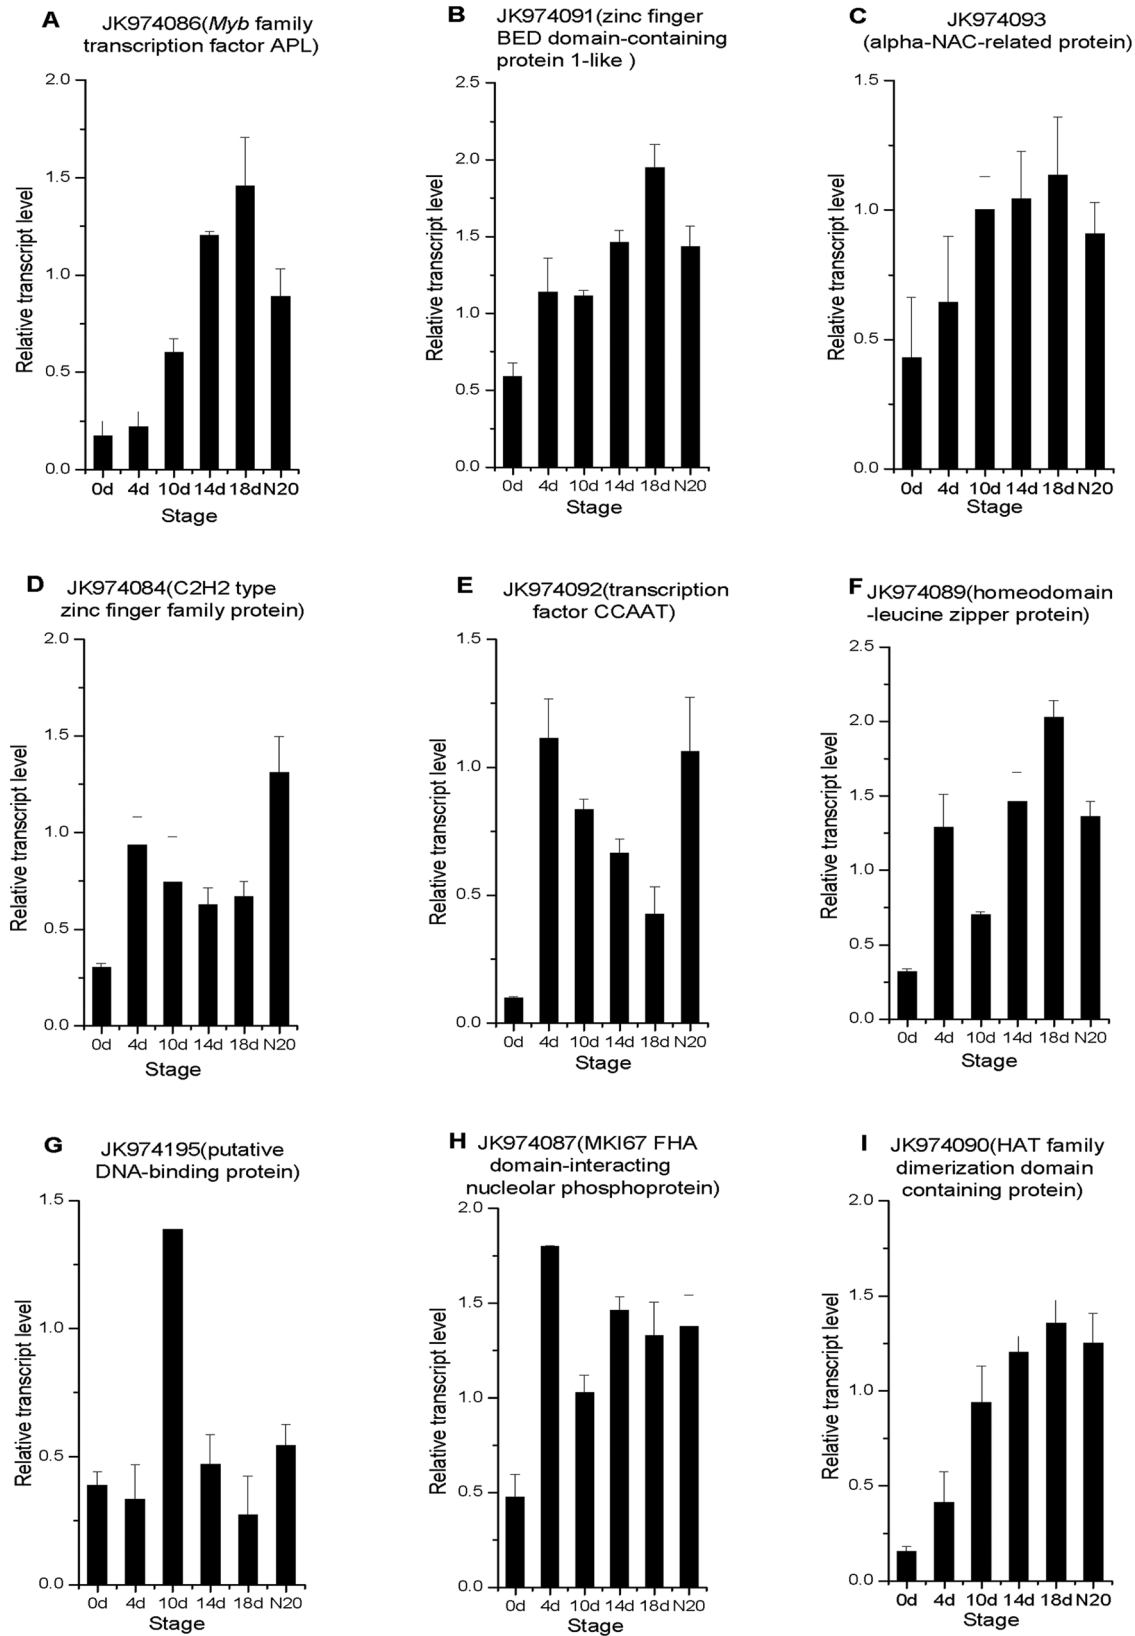 A
JK974086(Myb family
transcription factor APL)
2.0
1.5
1.0
0.5
0.0
Relative transcript level
0d 4d 10d 14d 18d N20
Stage
B
JK974091(zinc finger
BED domain-containing
protein 1-like )
2.5
2.0
1.5
1.0
0.5
0.0
Relative transcript level
0d 4d 10d 14d 18d N20
Stage
C
JK974093
(alpha-NAC-related protein)
1.5
1.0
0.5
0.0
Relative transcript level
0d 4d 10d 14d 18d N20
Stage
D
JK974084(C2H2 type
zinc finger family protein)
2.0
1.5
1.0
0.5
0.0
Relative transcript level
0d 4d 10d 14d 18d N20
Stage
E
JK974092(transcription
factor CCAAT)
1.5
1.0
0.5
0.0
Relative transcript level
0d 4d 10d 14d 18d N20
Stage
F
JK974089(homeodomain
-leucine zipper protein)
2.5
2.0
1.5
1.0
0.5
0.0
Relative transcript level
0d 4d 10d 14d 18d N20
Stage
G
JK974195(putative
DNA-binding protein)
1.5
1.0
0.5
0.0
Relative transcript level
0d 4d 10d 14d 18d N20
Stage
H
JK974087(MKI67 FHA
domain-interacting
nucleolar phosphoprotein)
2.0
1.5
1.0
0.5
0.0
Relative transcript level
0d 4d 10d 14d 18d N20
Stage
I
JK974090(HAT family
dimerization domain
containing protein)
2.0
1.5
1.0
0.5
0.0
Relative transcript level
0d 4d 10d 14d 18d N20
Stage